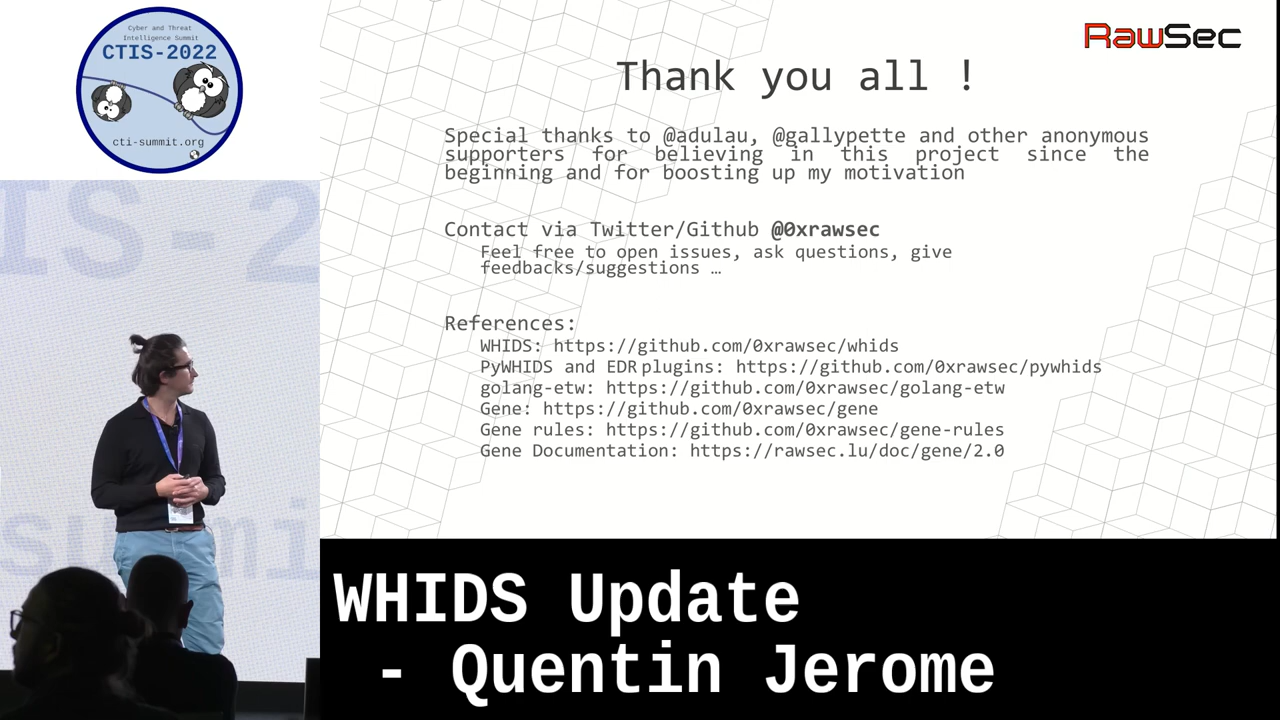 Cyber and Threat
Intelligence Summit
CTIS-2022
cti-summit.org
IS-2
summi
RawSec
Thank you all !
Special thanks to @adulau, @gallypette and other anonymous
supporters for believing in this project since the
beginning and for boosting up my motivation
Contact via Twitter/Github @0xrawsec
Feel free to open issues, ask questions, give
feedbacks/suggestions …
References:
WHIDS: https://github.com/0xrawsec/whids
PyWHIDS and EDR plugins: https://github.com/0xrawsec/pywhids
golang-etw: https://github.com/0xrawsec/golang-etw
Gene: https://github.com/0xrawsec/gene
Gene rules: https://github.com/0xrawsec/gene-rules
Gene Documentation: https://rawsec.lu/doc/gene/2.0
WHIDS Update
- Quentin Jerome